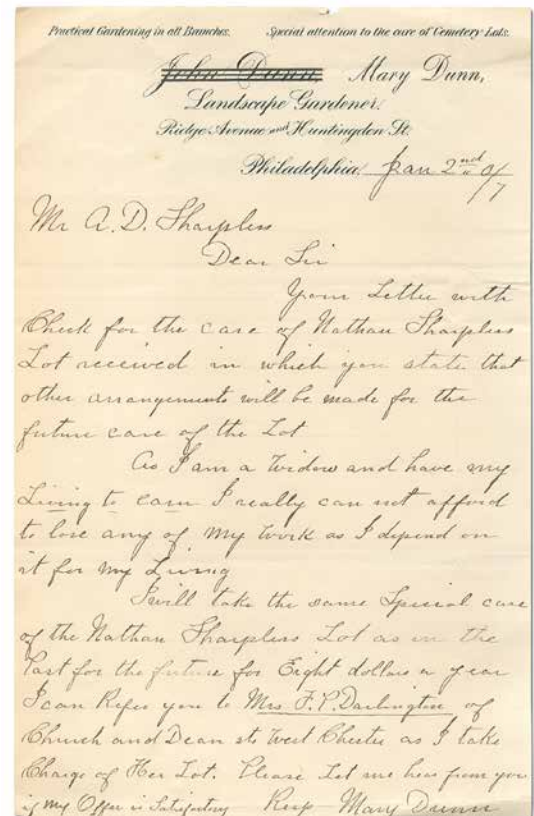 Practical Gardening in all Branches. Special attention to the care of Cemetery Lots.
John Dunn, Mary Dunn,
Landscape Gardener,
Ridge Avenue and Huntingdon St.
Philadelphia, Jan 2nd 97
Mr A. D. Sharpless
Dear Sir
Your Letter with
Check for the care of Nathan Sharpless
Lot received in which you state that
other arrangements will be made for the
future care of the Lot
As I am a Widow and have my
Living to earn I really can not afford
to lose any of my work as I depend on
it for my Living
I will take the same Special care
of the Nathan Sharpless Lot as in the
Past for the future for Eight dollars a year
I can Refer you to Mrs F. P. Darlington of
Church and Dean sts West Chester as I take
Charge of Her Lot. Please Let me hear from you
if my Offer is Satisfactory Resp Mary Dunn